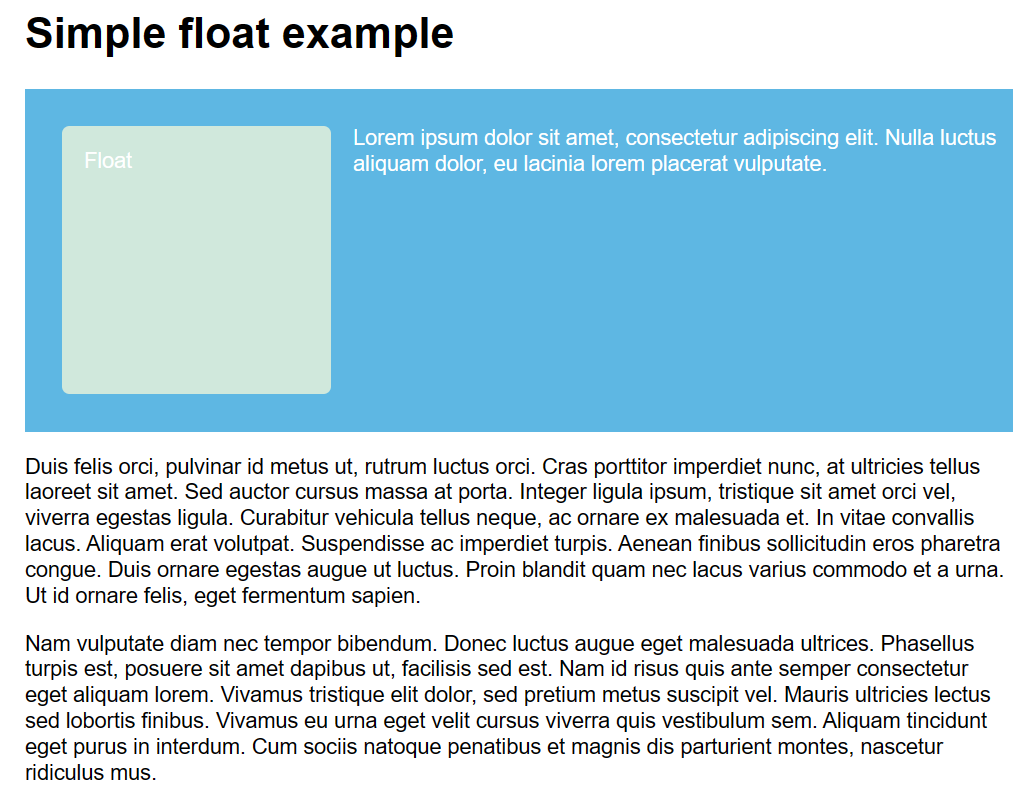 Simple float example
Float
Lorem ipsum dolor sit amet, consectetur adipiscing elit. Nulla luctus
aliquam dolor, eu lacinia lorem placerat vulputate.
Duis felis orci, pulvinar id metus ut, rutrum luctus orci. Cras porttitor imperdiet nunc, at ultricies tellus
laoreet sit amet. Sed auctor cursus massa at porta. Integer ligula ipsum, tristique sit amet orci vel,
viverra egestas ligula. Curabitur vehicula tellus neque, ac ornare ex malesuada et. In vitae convallis
lacus. Aliquam erat volutpat. Suspendisse ac imperdiet turpis. Aenean finibus sollicitudin eros pharetra
congue. Duis ornare egestas augue ut luctus. Proin blandit quam nec lacus varius commodo et a urna.
Ut id ornare felis, eget fermentum sapien.
Nam vulputate diam nec tempor bibendum. Donec luctus augue eget malesuada ultrices. Phasellus
turpis est, posuere sit amet dapibus ut, facilisis sed est. Nam id risus quis ante semper consectetur
eget aliquam lorem. Vivamus tristique elit dolor, sed pretium metus suscipit vel. Mauris ultricies lectus
sed lobortis finibus. Vivamus eu urna eget velit cursus viverra quis vestibulum sem. Aliquam tincidunt
eget purus in interdum. Cum sociis natoque penatibus et magnis dis parturient montes, nascetur
ridiculus mus.